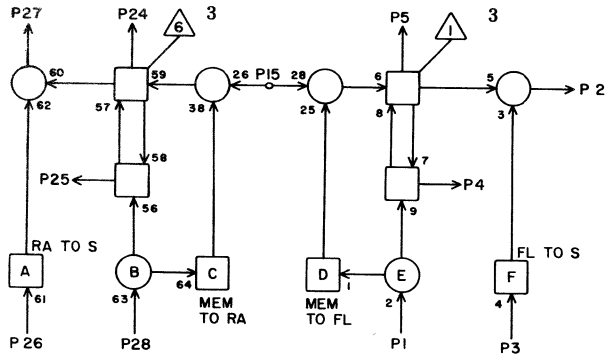 P27 P24 6 3 P5 1 3
60 59 26 P15 28 6 5
62 57 38 25 8 3 P2
58 7
P25 P4
56 9
RA TO S FL TO S
A B C D E F
61 63 64 1 2 4
MEM TO RA MEM TO FL
P26 P28 P1 P3